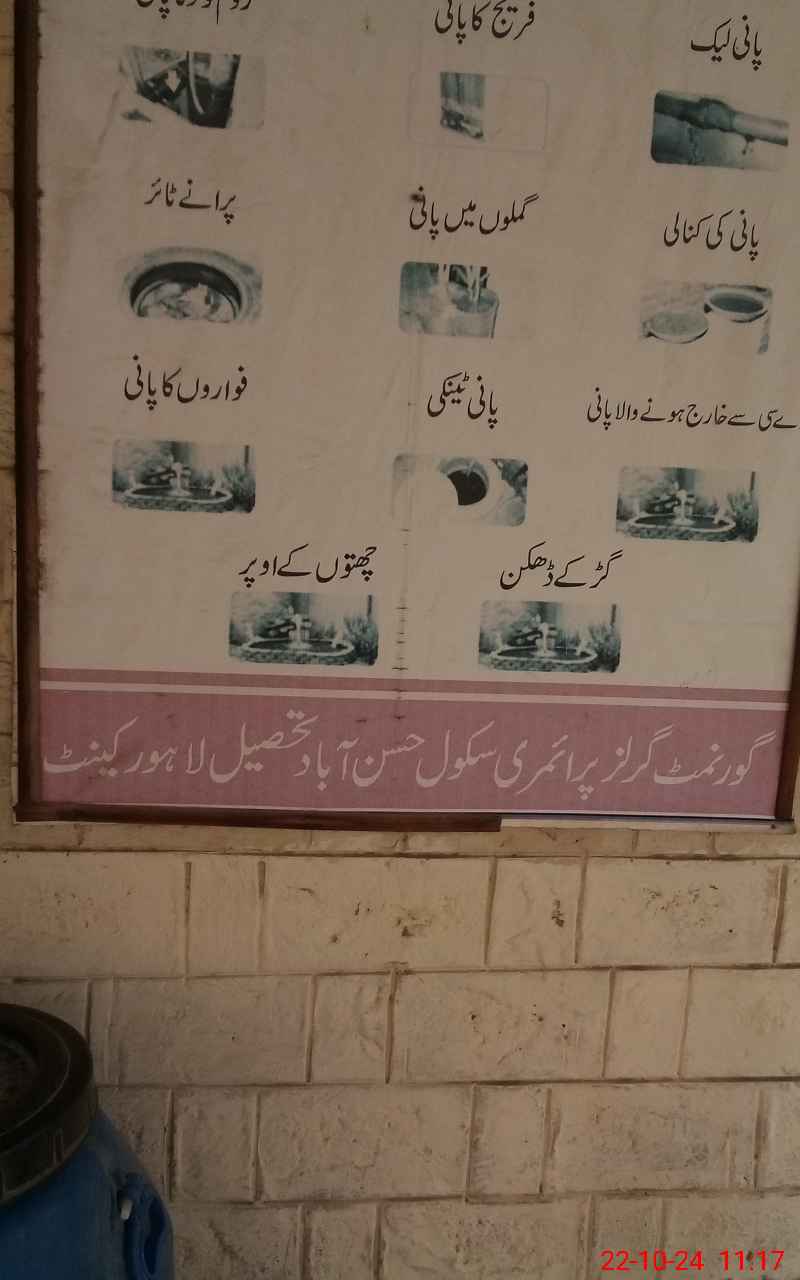 فریج کا پانی
پانی لیک
پرانے ٹائر
گملوں میں پانی
پانی کی کنالی
فواروں کا پانی
پانی ٹینکی
اے سی سے خارج ہونے والا پانی
چھتوں کے اوپر
گڑ کے ڈھکن
گورنمنٹ گرلز پرائمری سکول حسن آباد تحصیل لاہور کینٹ
22-10-24 11:17